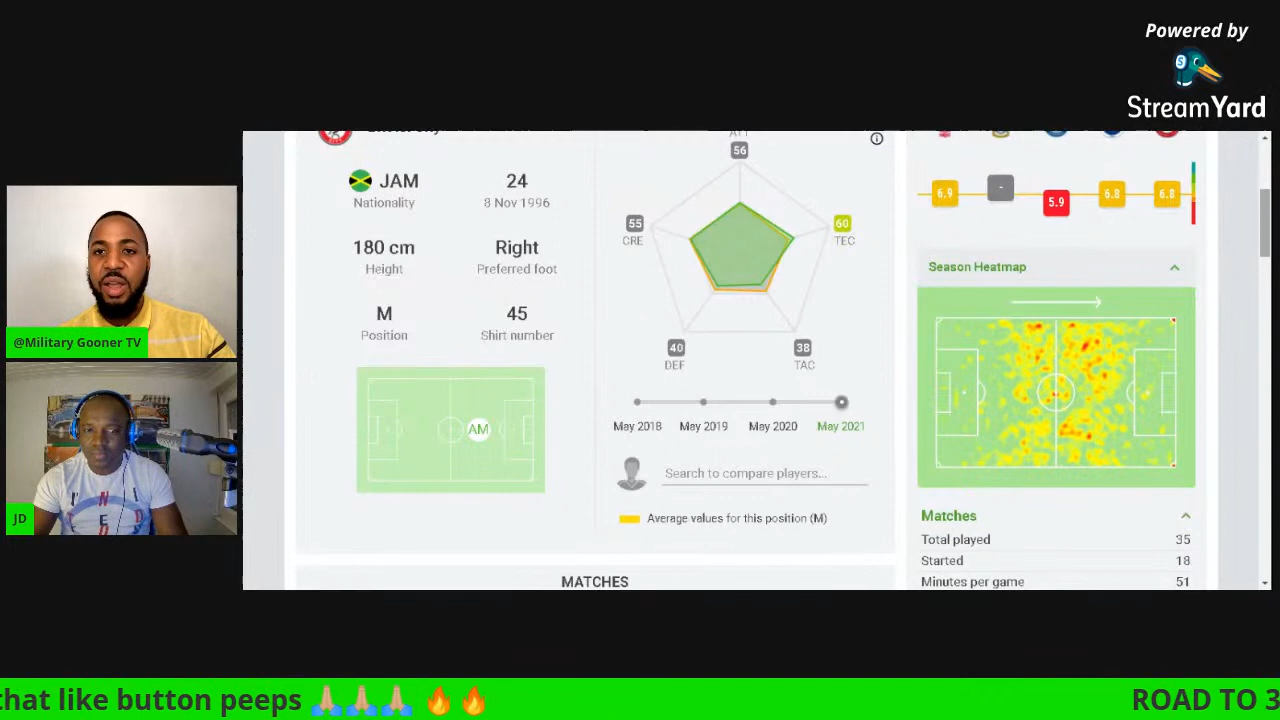 Powered by
StreamYard
@Military Gooner TV
JD
JAM
Nationality
24
8 Nov 1996
180 cm
Height
Right
Preferred foot
M
Position
45
Shirt number
AM
56
55
CRE
60
TEC
40
DEF
38
TAC
May 2018
May 2019
May 2020
May 2021
Search to compare players...
Average values for this position (M)
MATCHES
6.9
-
5.9
6.8
6.8
Season Heatmap
Matches
Total played 35
Started 18
Minutes per game 51
that like button peeps 🙏🏼🙏🏼🙏🏼 🔥🔥
ROAD TO 3